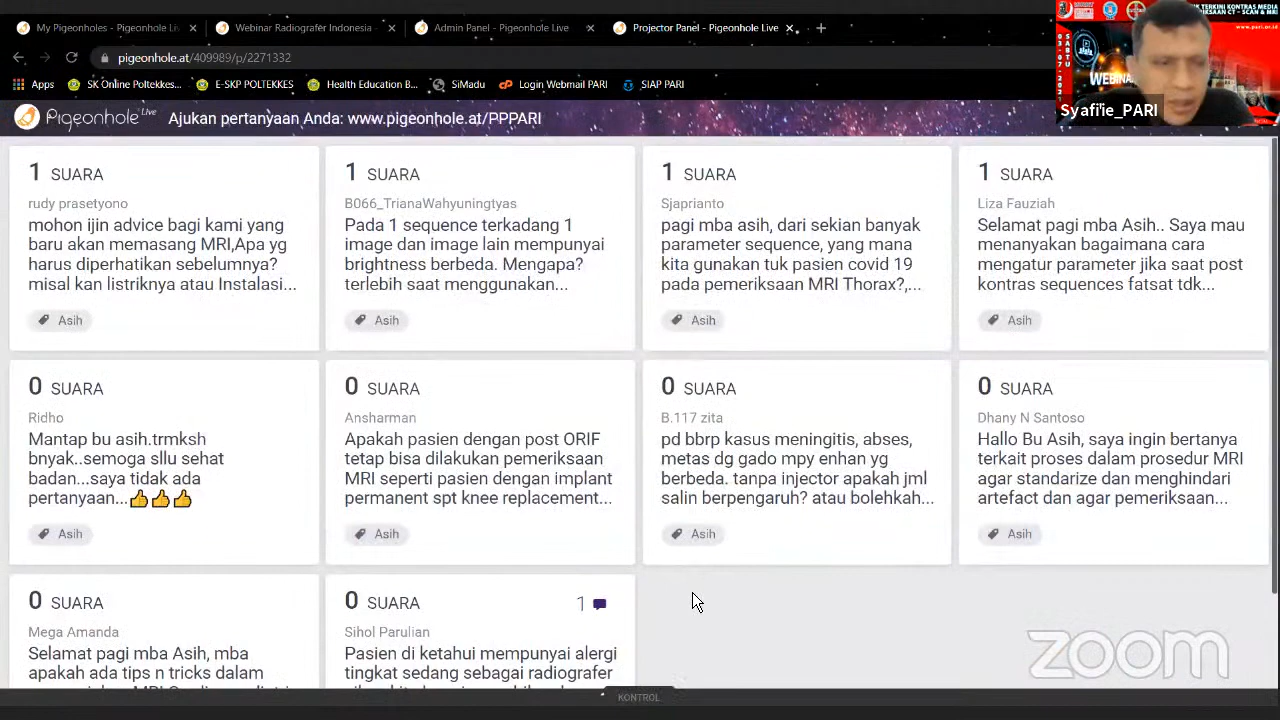 My Pigeonholes - Pigeonhole Li
Webinar Radiografer Indonesia
Admin Panel - Pigeonhole Live
Projector Panel - Pigeonhole Live
pigeonhole.at/409989/p/2271332
Apps
SK Online Poltekkes...
E-SKP POLTEKKES
Health Education B...
SiMadu
Login Webmail PARI
SIAP PARI
SABTU
03-07-202
WEBINA
Syafiie_PARI
Pigeonhole Live
Ajukan pertanyaan Anda: www.pigeonhole.at/PPPARI
1 SUARA
rudy prasetyono
mohon ijin advice bagi kami yang
baru akan memasang MRI,Apa yg
harus diperhatikan sebelumnya?
misal kan listriknya atau Instalasi...
Asih
1 SUARA
B066_TrianaWahyuningtyas
Pada 1 sequence terkadang 1
image dan image lain mempunyai
brightness berbeda. Mengapa?
terlebih saat menggunakan...
Asih
1 SUARA
Sjaprianto
pagi mba asih, dari sekian banyak
parameter sequence, yang mana
kita gunakan tuk pasien covid 19
pada pemeriksaan MRI Thorax?,...
Asih
1 SUARA
Liza Fauziah
Selamat pagi mba Asih.. Saya mau
menanyakan bagaimana cara
mengatur parameter jika saat post
kontras sequences fatsat tdk...
Asih
0 SUARA
Ridho
Mantap bu asih.trmksh
bnyak..semoga sllu sehat
badan...saya tidak ada
pertanyaan...👍👍👍
Asih
0 SUARA
Ansharman
Apakah pasien dengan post ORIF
tetap bisa dilakukan pemeriksaan
MRI seperti pasien dengan implant
permanent spt knee replacement...
Asih
0 SUARA
B.117 zita
pd bbrp kasus meningitis, abses,
metas dg gado mpy enhan yg
berbeda. tanpa injector apakah jml
salin berpengaruh? atau bolehkah...
Asih
0 SUARA
Dhany N Santoso
Hallo Bu Asih, saya ingin bertanya
terkait proses dalam prosedur MRI
agar standarize dan menghindari
artefact dan agar pemeriksaan...
Asih
0 SUARA
Mega Amanda
Selamat pagi mba Asih, mba
apakah ada tips n tricks dalam
0 SUARA
1
Sihol Parulian
Pasien di ketahui mempunyai alergi
tingkat sedang sebagai radiografer
zoom
KONTROL